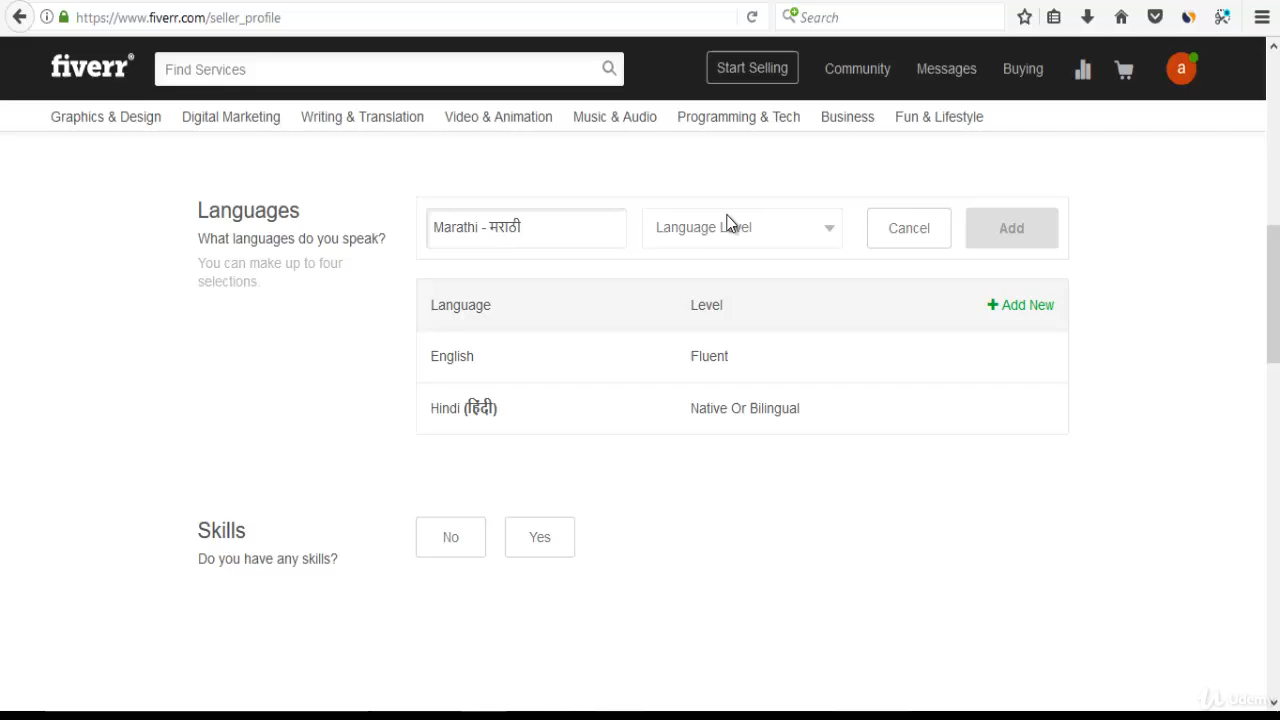 https://www.fiverr.com/seller_profile
Search
fiverr®
Find Services
Start Selling
Community
Messages
Buying
a
Graphics & Design
Digital Marketing
Writing & Translation
Video & Animation
Music & Audio
Programming & Tech
Business
Fun & Lifestyle
Languages
What languages do you speak?
You can make up to four
selections.
Marathi - मराठी
Language Level
Cancel
Add
Language
Level
+ Add New
English
Fluent
Hindi (हिंदी)
Native Or Bilingual
Skills
Do you have any skills?
No
Yes
Udemy